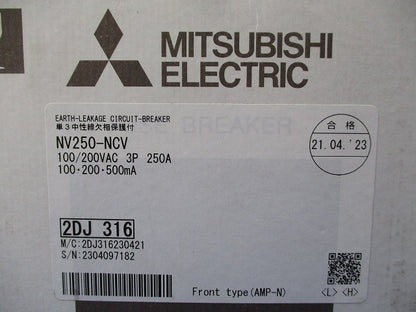 MITSUBISHI
ELECTRIC
EARTH-LEAKAGE CIRCUIT-BREAKER
単3中性線欠相保護付
NV250-NCV
100/200VAC 3P 250A
100・200・500mA
合格
21.04.'23
2DJ 316
M/C:2DJ316230421
S/N:2304097182
Front type(AMP-N)
<L> <H>
BREAKER